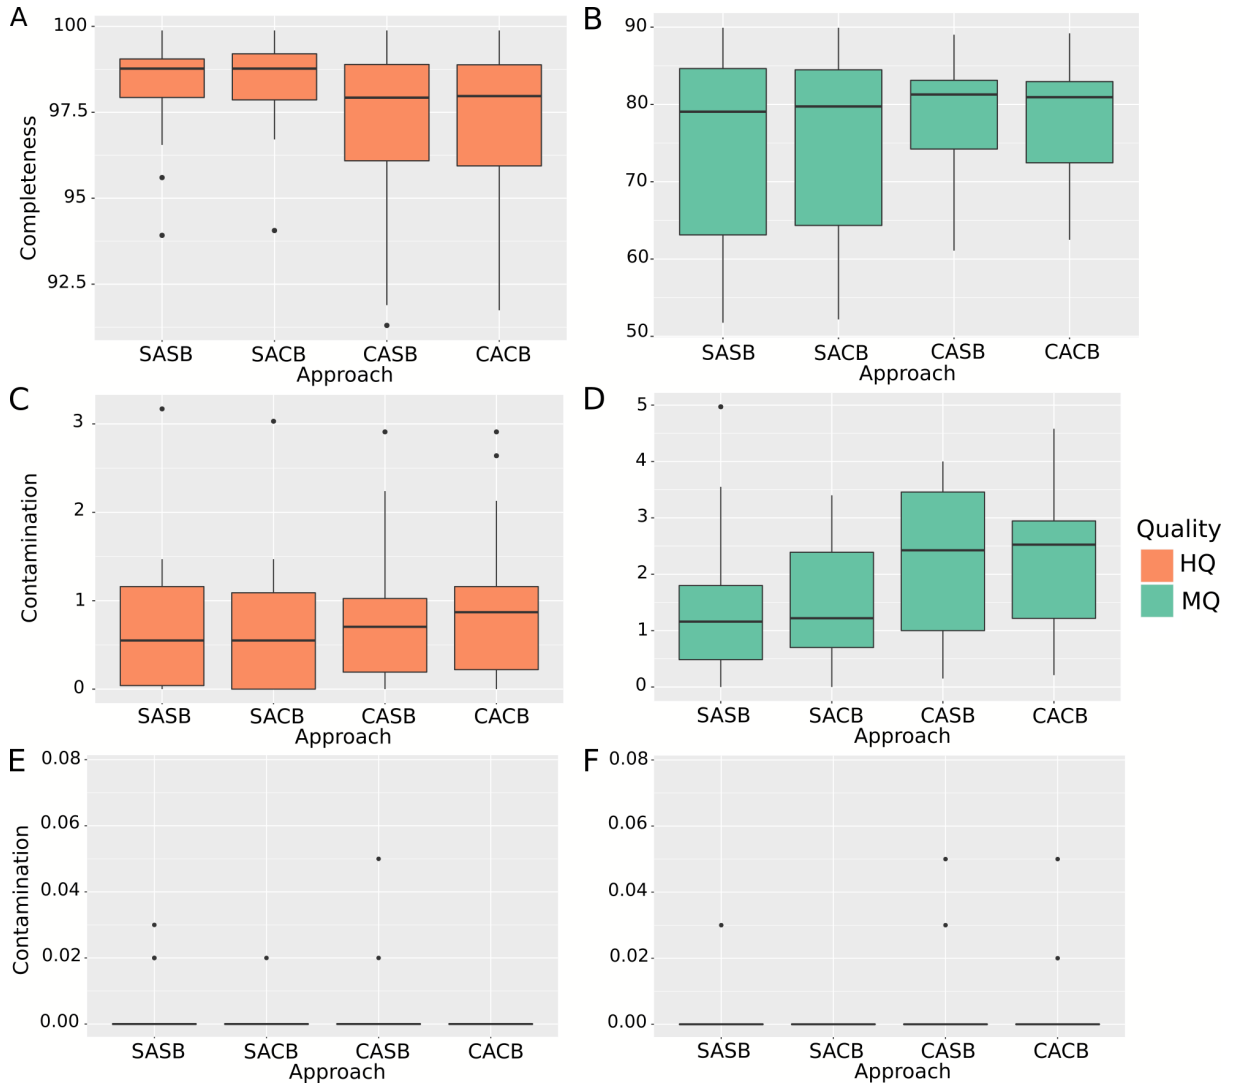 A
Completeness
100
97.5
95
92.5
SASB SACB CASB CACB
Approach
B
90
80
70
60
50
SASB SACB CASB CACB
Approach
C
Contamination
3
2
1
0
SASB SACB CASB CACB
Approach
D
5
4
3
2
1
0
SASB SACB CASB CACB
Approach
Quality
HQ
MQ
E
Contamination
0.08
0.06
0.04
0.02
0.00
SASB SACB CASB CACB
Approach
F
0.08
0.06
0.04
0.02
0.00
SASB SACB CASB CACB
Approach